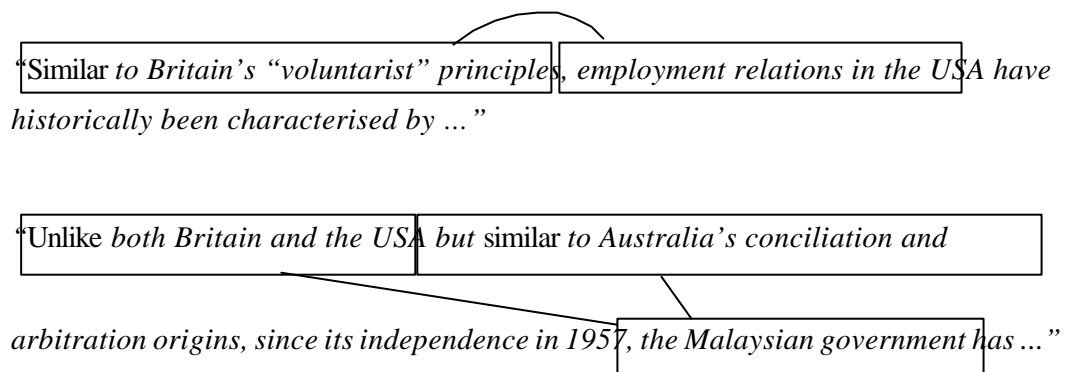 “Similar to Britain’s “voluntarist” principles, employment relations in the USA have
historically been characterised by …”
“Unlike both Britain and the USA but similar to Australia’s conciliation and
arbitration origins, since its independence in 1957, the Malaysian government has …”